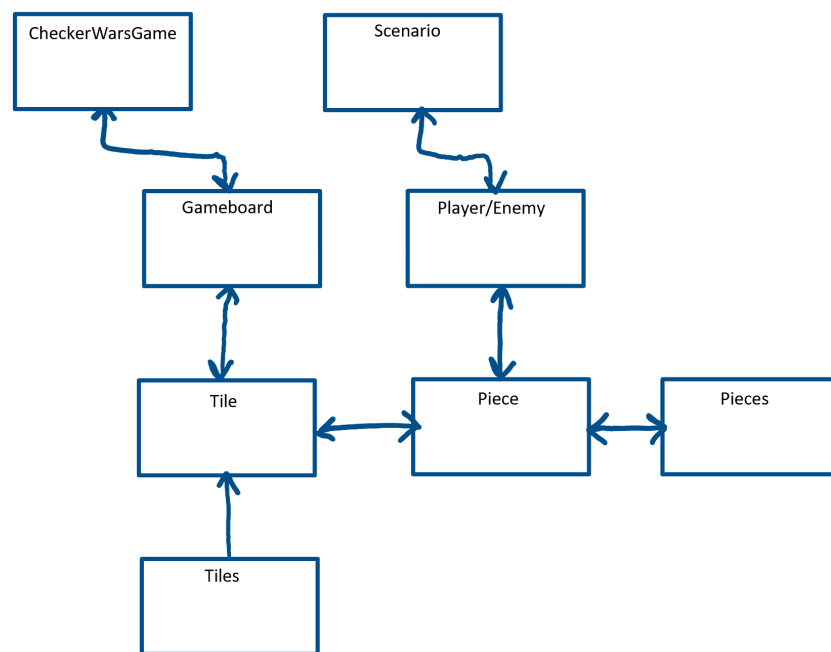 CheckerWarsGame
Scenario
Gameboard
Player/Enemy
Tile
Piece
Pieces
Tiles